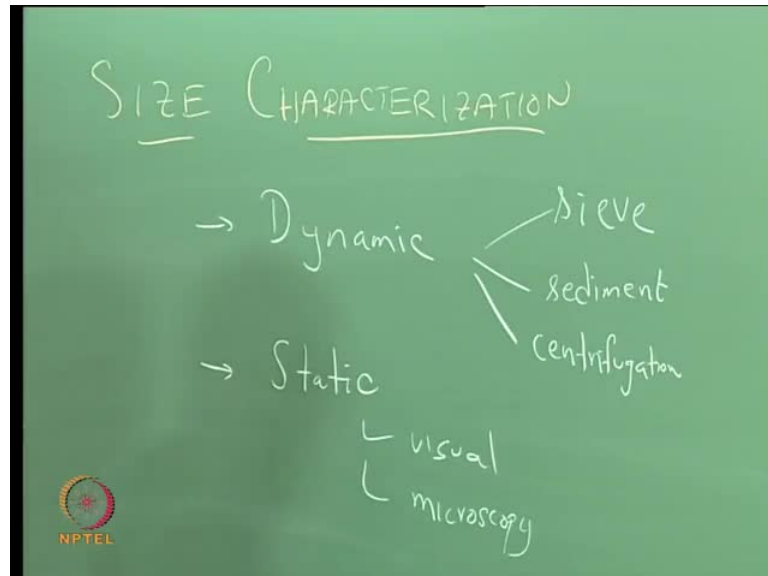 SIZE CHARACTERIZATION
→ Dynamic
sieve
sediment
centrifugation
→ Static
visual
microscopy
NPTEL